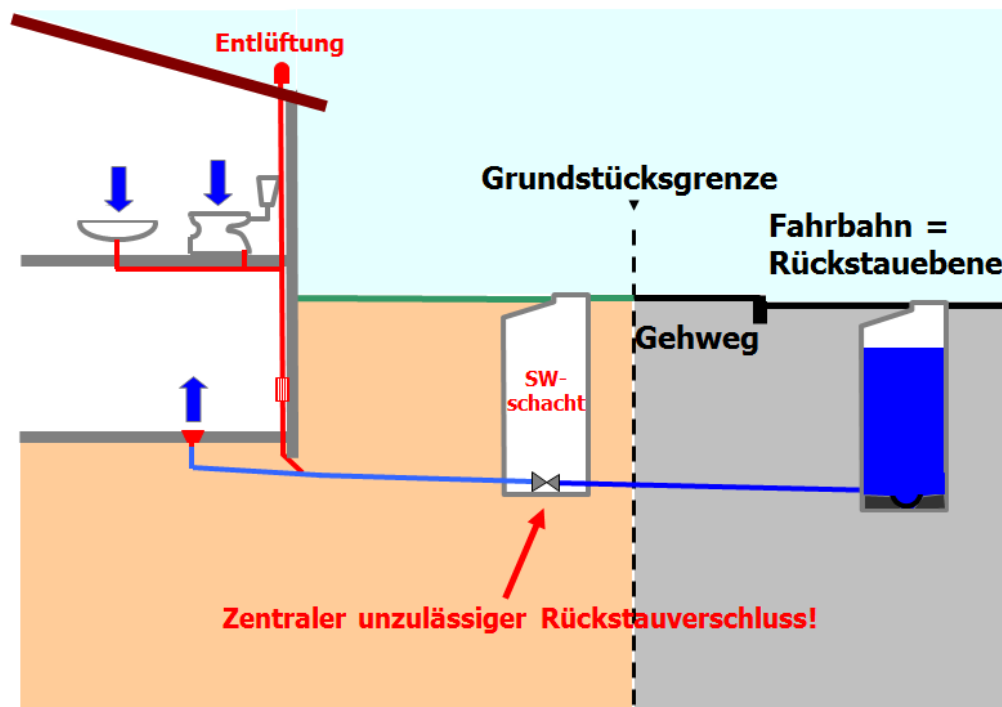 Entlüftung
Grundstücksgrenze
Fahrbahn =
Rückstauebene
Gehweg
SW-
schacht
Zentraler unzulässiger Rückstauverschluss!